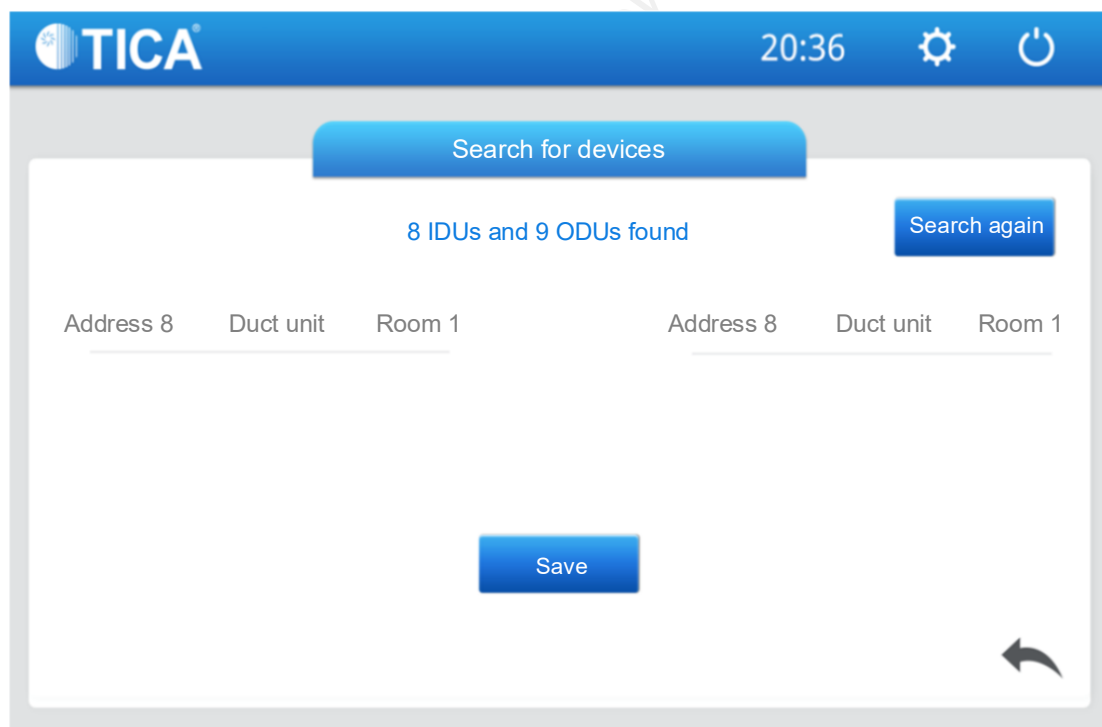 TICA 20:36
Search for devices
8 IDUs and 9 ODUs found
Search again
Address 8 Duct unit Room 1 Address 8 Duct unit Room 1
Save